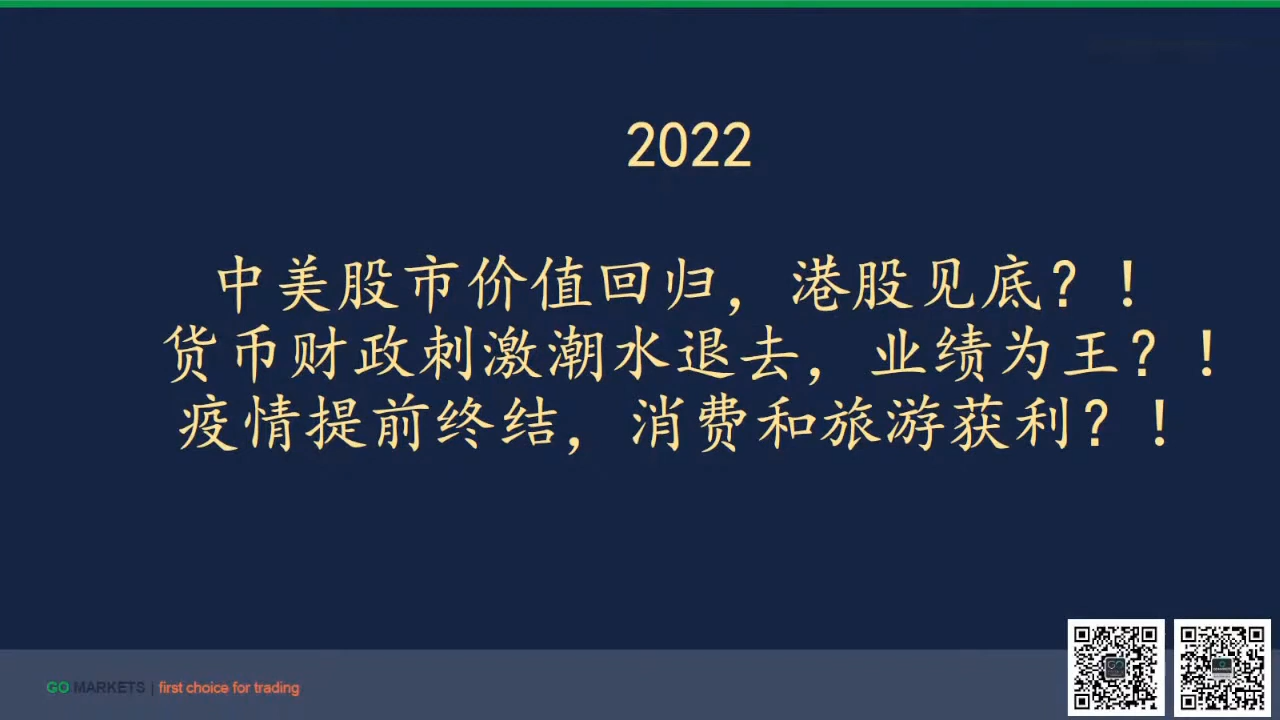 2022
中美股市价值回归，港股见底？！
货币财政刺激潮水退去，业绩为王？！
疫情提前终结，消费和旅游获利？！
GO MARKETS | first choice for trading